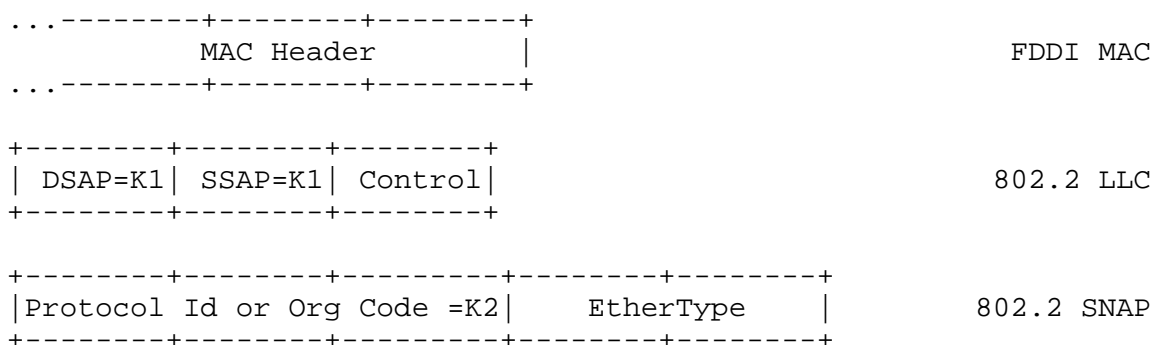 ...--------+--------+--------+
MAC Header | FDDI MAC
...--------+--------+--------+
+--------+--------+--------+
| DSAP=K1| SSAP=K1| Control| 802.2 LLC
+--------+--------+--------+
+--------+--------+---------+--------+--------+
|Protocol Id or Org Code =K2| EtherType | 802.2 SNAP
+--------+--------+---------+--------+--------+